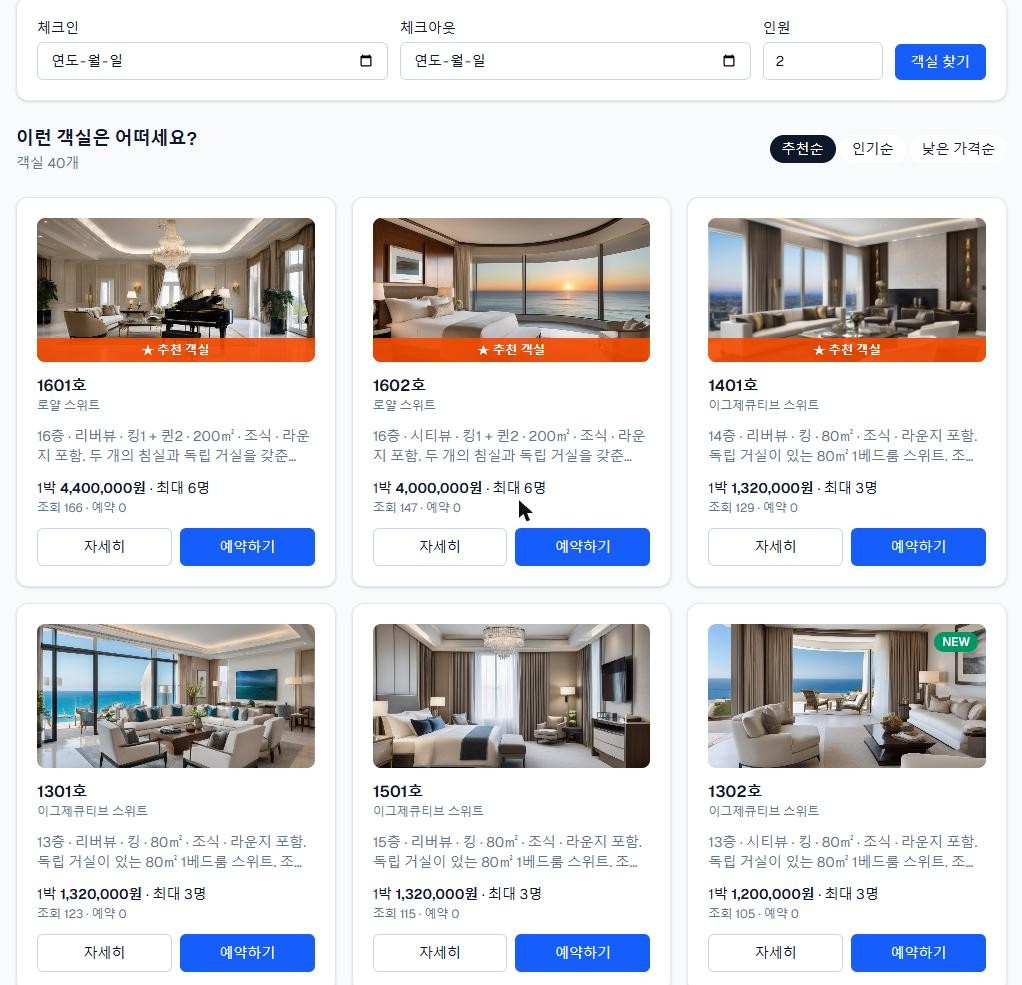 체크인
체크아웃
인원
연도-월-일
연도-월-일
2
객실 찾기
이런 객실은 어떠세요?
객실 40개
추천순
인기순
낮은 가격순
★ 추천 객실
1601호
로얄 스위트
16층 · 리버뷰 · 킹1 + 퀸2 · 200㎡ · 조식 · 라운
지 포함. 두 개의 침실과 독립 거실을 갖춘…
1박 4,400,000원 · 최대 6명
조회 166 · 예약 0
자세히
예약하기
★ 추천 객실
1602호
로얄 스위트
16층 · 시티뷰 · 킹1 + 퀸2 · 200㎡ · 조식 · 라운
지 포함. 두 개의 침실과 독립 거실을 갖춘…
1박 4,000,000원 · 최대 6명
조회 147 · 예약 0
자세히
예약하기
★ 추천 객실
1401호
이그제큐티브 스위트
14층 · 리버뷰 · 킹 · 80㎡ · 조식 · 라운지 포함.
독립 거실이 있는 80㎡ 1베드룸 스위트. 조…
1박 1,320,000원 · 최대 3명
조회 129 · 예약 0
자세히
예약하기
1301호
이그제큐티브 스위트
13층 · 리버뷰 · 킹 · 80㎡ · 조식 · 라운지 포함.
독립 거실이 있는 80㎡ 1베드룸 스위트. 조…
1박 1,320,000원 · 최대 3명
조회 123 · 예약 0
자세히
예약하기
1501호
이그제큐티브 스위트
15층 · 리버뷰 · 킹 · 80㎡ · 조식 · 라운지 포함.
독립 거실이 있는 80㎡ 1베드룸 스위트. 조…
1박 1,320,000원 · 최대 3명
조회 115 · 예약 0
자세히
예약하기
NEW
1302호
이그제큐티브 스위트
13층 · 시티뷰 · 킹 · 80㎡ · 조식 · 라운지 포함.
독립 거실이 있는 80㎡ 1베드룸 스위트. 조…
1박 1,200,000원 · 최대 3명
조회 105 · 예약 0
자세히
예약하기